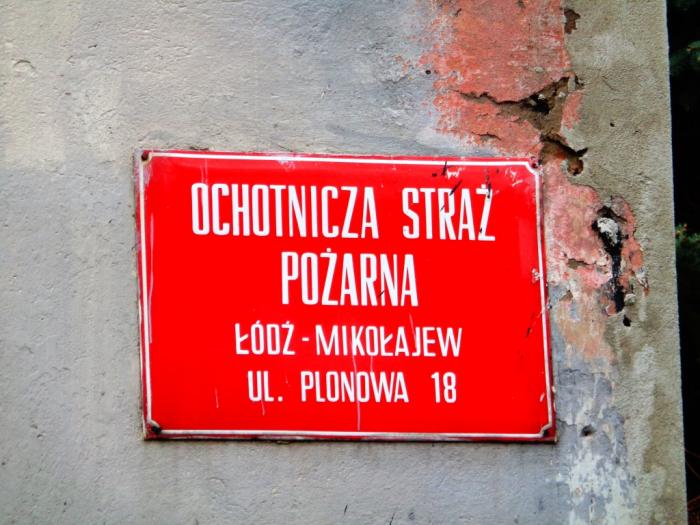 OCHOTNICZA STRAŻ
POŻARNA
ŁÓDŹ - MIKOŁAJEW
UL. PLONOWA 18